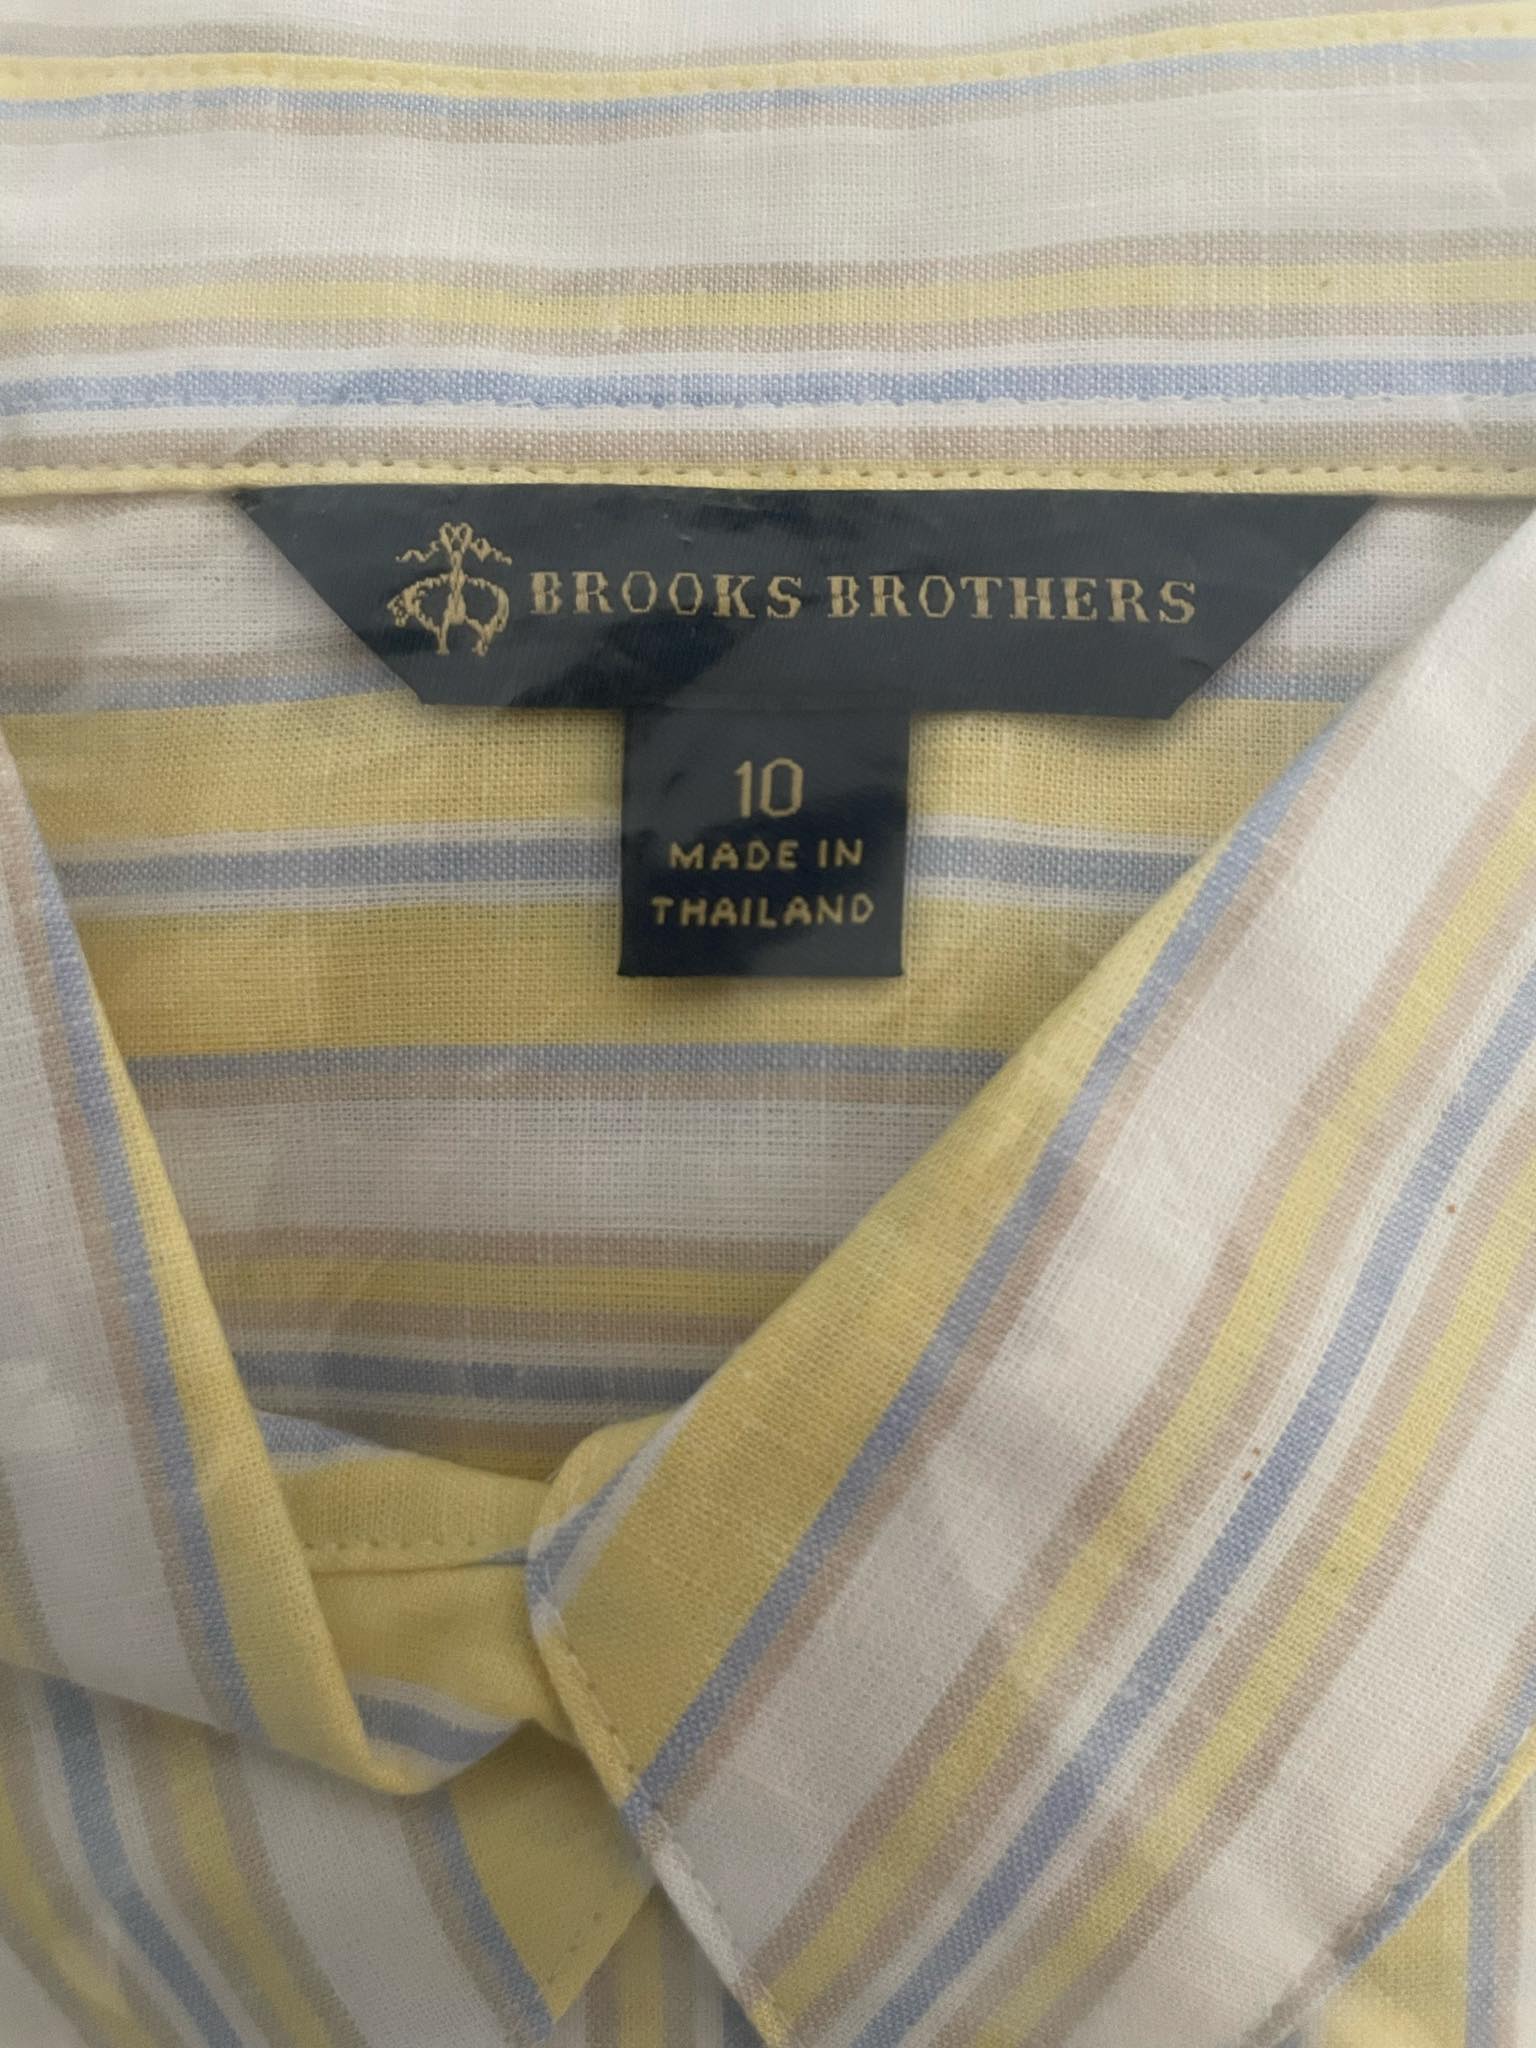 BROOKS BROTHERS
10
MADE IN
THAILAND